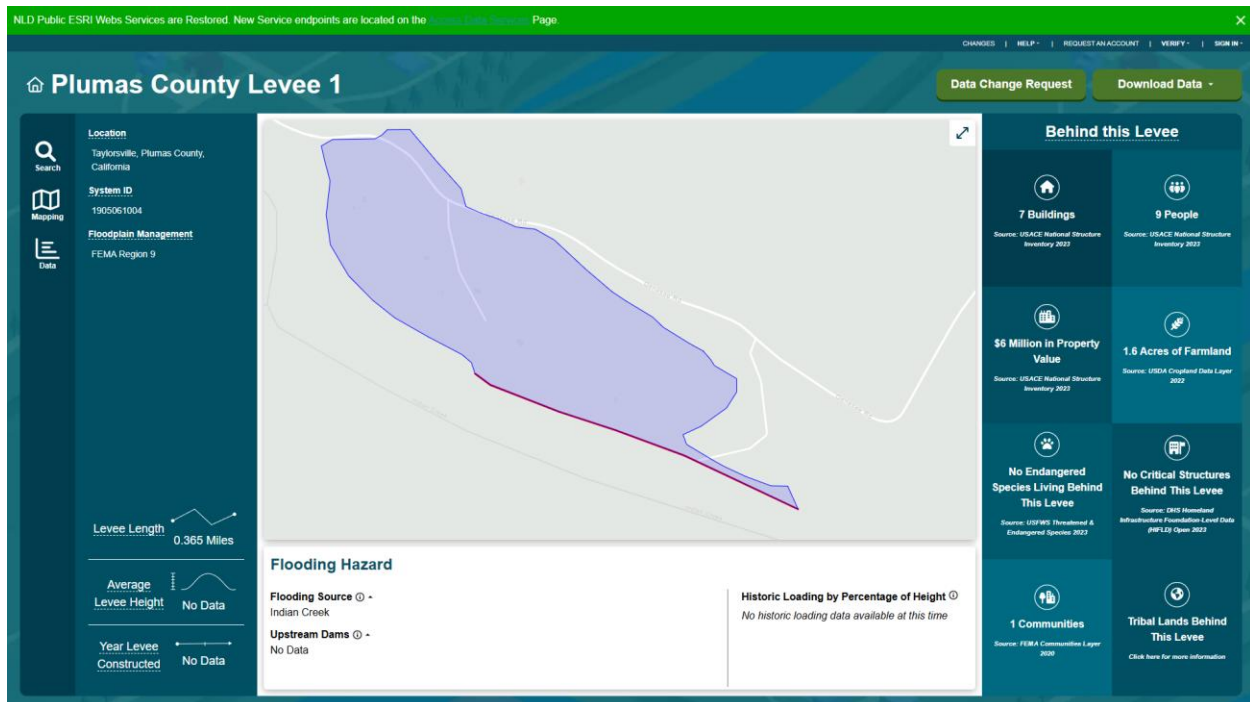 NLD Public ESRI Webs Services are Restored. New Service endpoints are located on the Access Data Services Page.
CHANGES | HELP | REQUEST AN ACCOUNT | VERIFY | SIGN IN
Plumas County Levee 1
Data Change Request
Download Data
Search
Mapping
Data
Location
Taylorsville, Plumas County,
California
System ID
1905061004
Floodplain Management
FEMA Region 9
Levee Length
0.365 Miles
Average
Levee Height
No Data
Year Levee
Constructed
No Data
Flooding Hazard
Flooding Source
Indian Creek
Upstream Dams
No Data
Historic Loading by Percentage of Height
No historic loading data available at this time
Behind this Levee
7 Buildings
Source: USACE National Structure
Inventory 2023
9 People
Source: USACE National Structure
Inventory 2023
$6 Million in Property
Value
Source: USACE National Structure
Inventory 2023
1.6 Acres of Farmland
Source: USDA Cropland Data Layer
2022
No Endangered
Species Living Behind
This Levee
Source: USFWS Threatened &
Endangered Species 2023
No Critical Structures
Behind This Levee
Source: DHS Homeland
Infrastructure Foundation-Level Data
(HIFLD) Open 2023
1 Communities
Source: FEMA Communities Layer
2020
Tribal Lands Behind
This Levee
Click here for more information